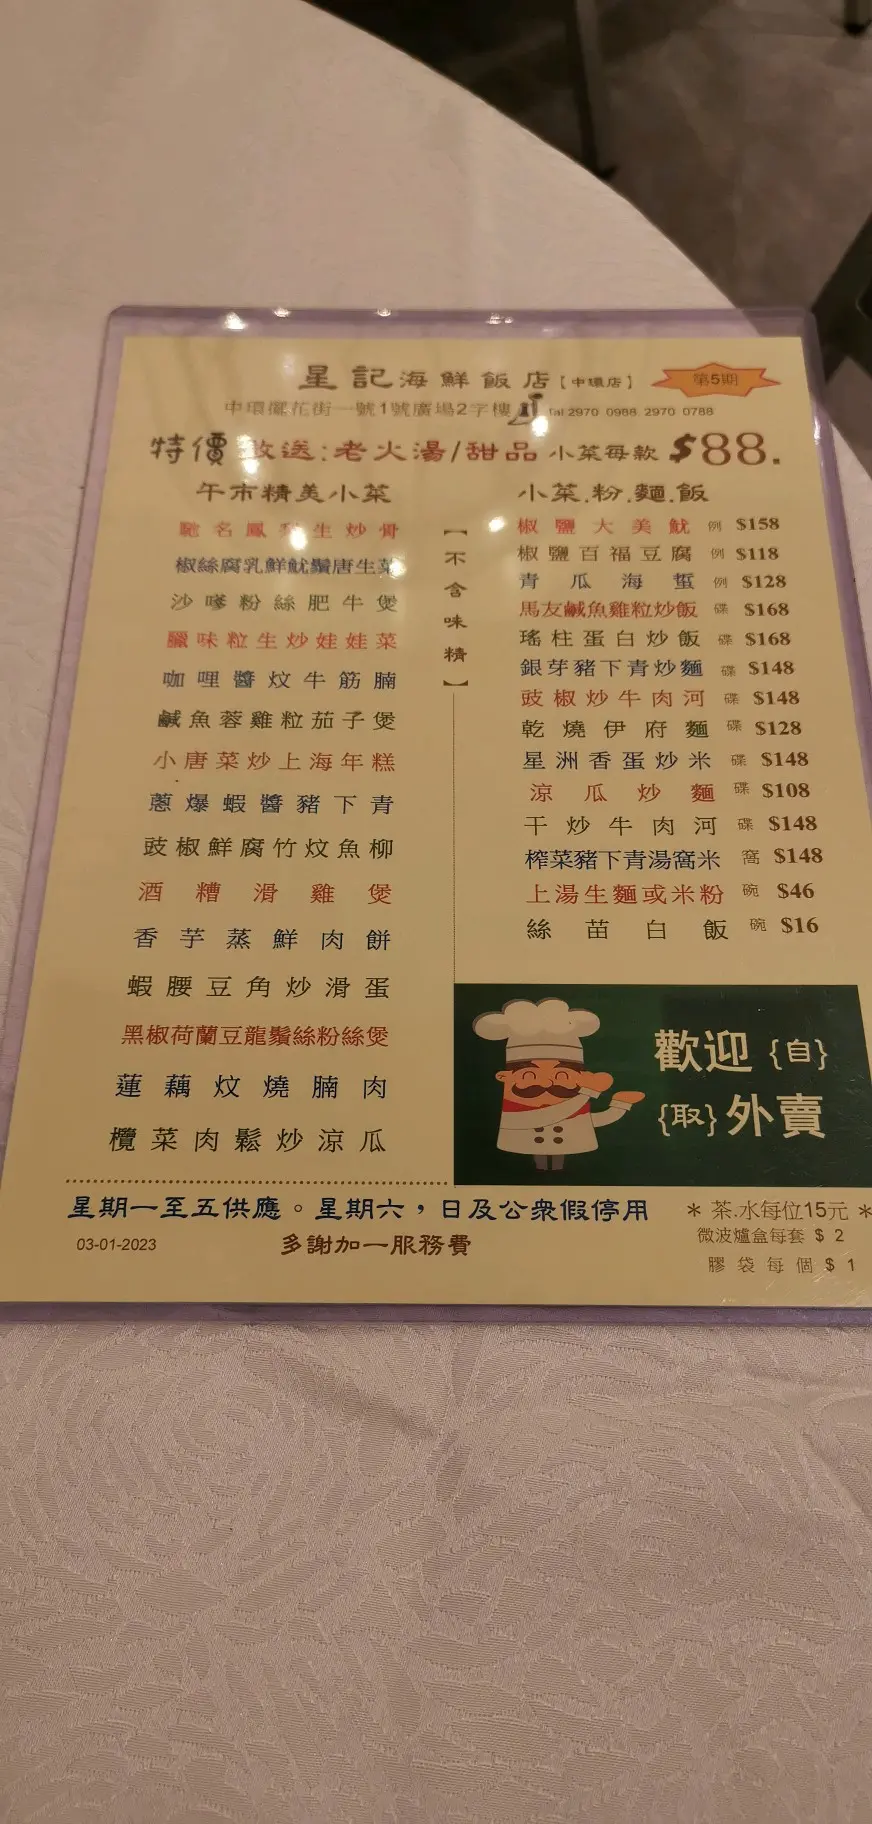 星記海鮮飯店【中環店】
第5期
中環擺花街一號1號廣場2字樓
Tel 2970 0988 2970 0788
特價 敬送:老火湯/甜品 小菜每款 $88.
午市精美小菜
馳名鳳梨生炒骨
椒絲腐乳鮮魷鬚唐生菜
沙嗲粉絲肥牛煲
臘味粒生炒娃娃菜
咖哩醬炆牛筋腩
鹹魚蓉雞粒茄子煲
小唐菜炒上海年糕
蔥爆蝦醬豬下青
豉椒鮮腐竹炆魚柳
酒糟滑雞煲
香芋蒸鮮肉餅
蝦腰豆角炒滑蛋
黑椒荷蘭豆龍鬚絲粉絲煲
蓮藕炆燒腩肉
欖菜肉鬆炒涼瓜
【不含味精】
小菜.粉.麵.飯
椒鹽大美魷 例 $158
椒鹽百福豆腐 例 $118
青瓜海蜇 例 $128
馬友鹹魚雞粒炒飯 碟 $168
瑤柱蛋白炒飯 碟 $168
銀芽豬下青炒麵 碟 $148
豉椒炒牛肉河 碟 $148
乾燒伊府麵 碟 $128
星洲香蛋炒米 碟 $148
涼瓜炒麵 碟 $108
干炒牛肉河 碟 $148
榨菜豬下青湯窩米 窩 $148
上湯生麵或米粉 碗 $46
絲苗白飯 碗 $16
歡迎{自}
{取}外賣
星期一至五供應。星期六，日及公衆假停用
03-01-2023
多謝加一服務費
＊茶.水每位15元＊
微波爐盒每套 $ 2
膠袋每個 $ 1